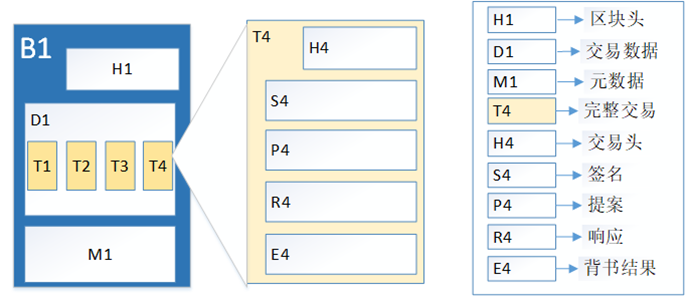 B1
H1
D1
T1 T2 T3 T4
M1
T4
H4
S4
P4
R4
E4
H1 区块头
D1 交易数据
M1 元数据
T4 完整交易
H4 交易头
S4 签名
P4 提案
R4 响应
E4 背书结果